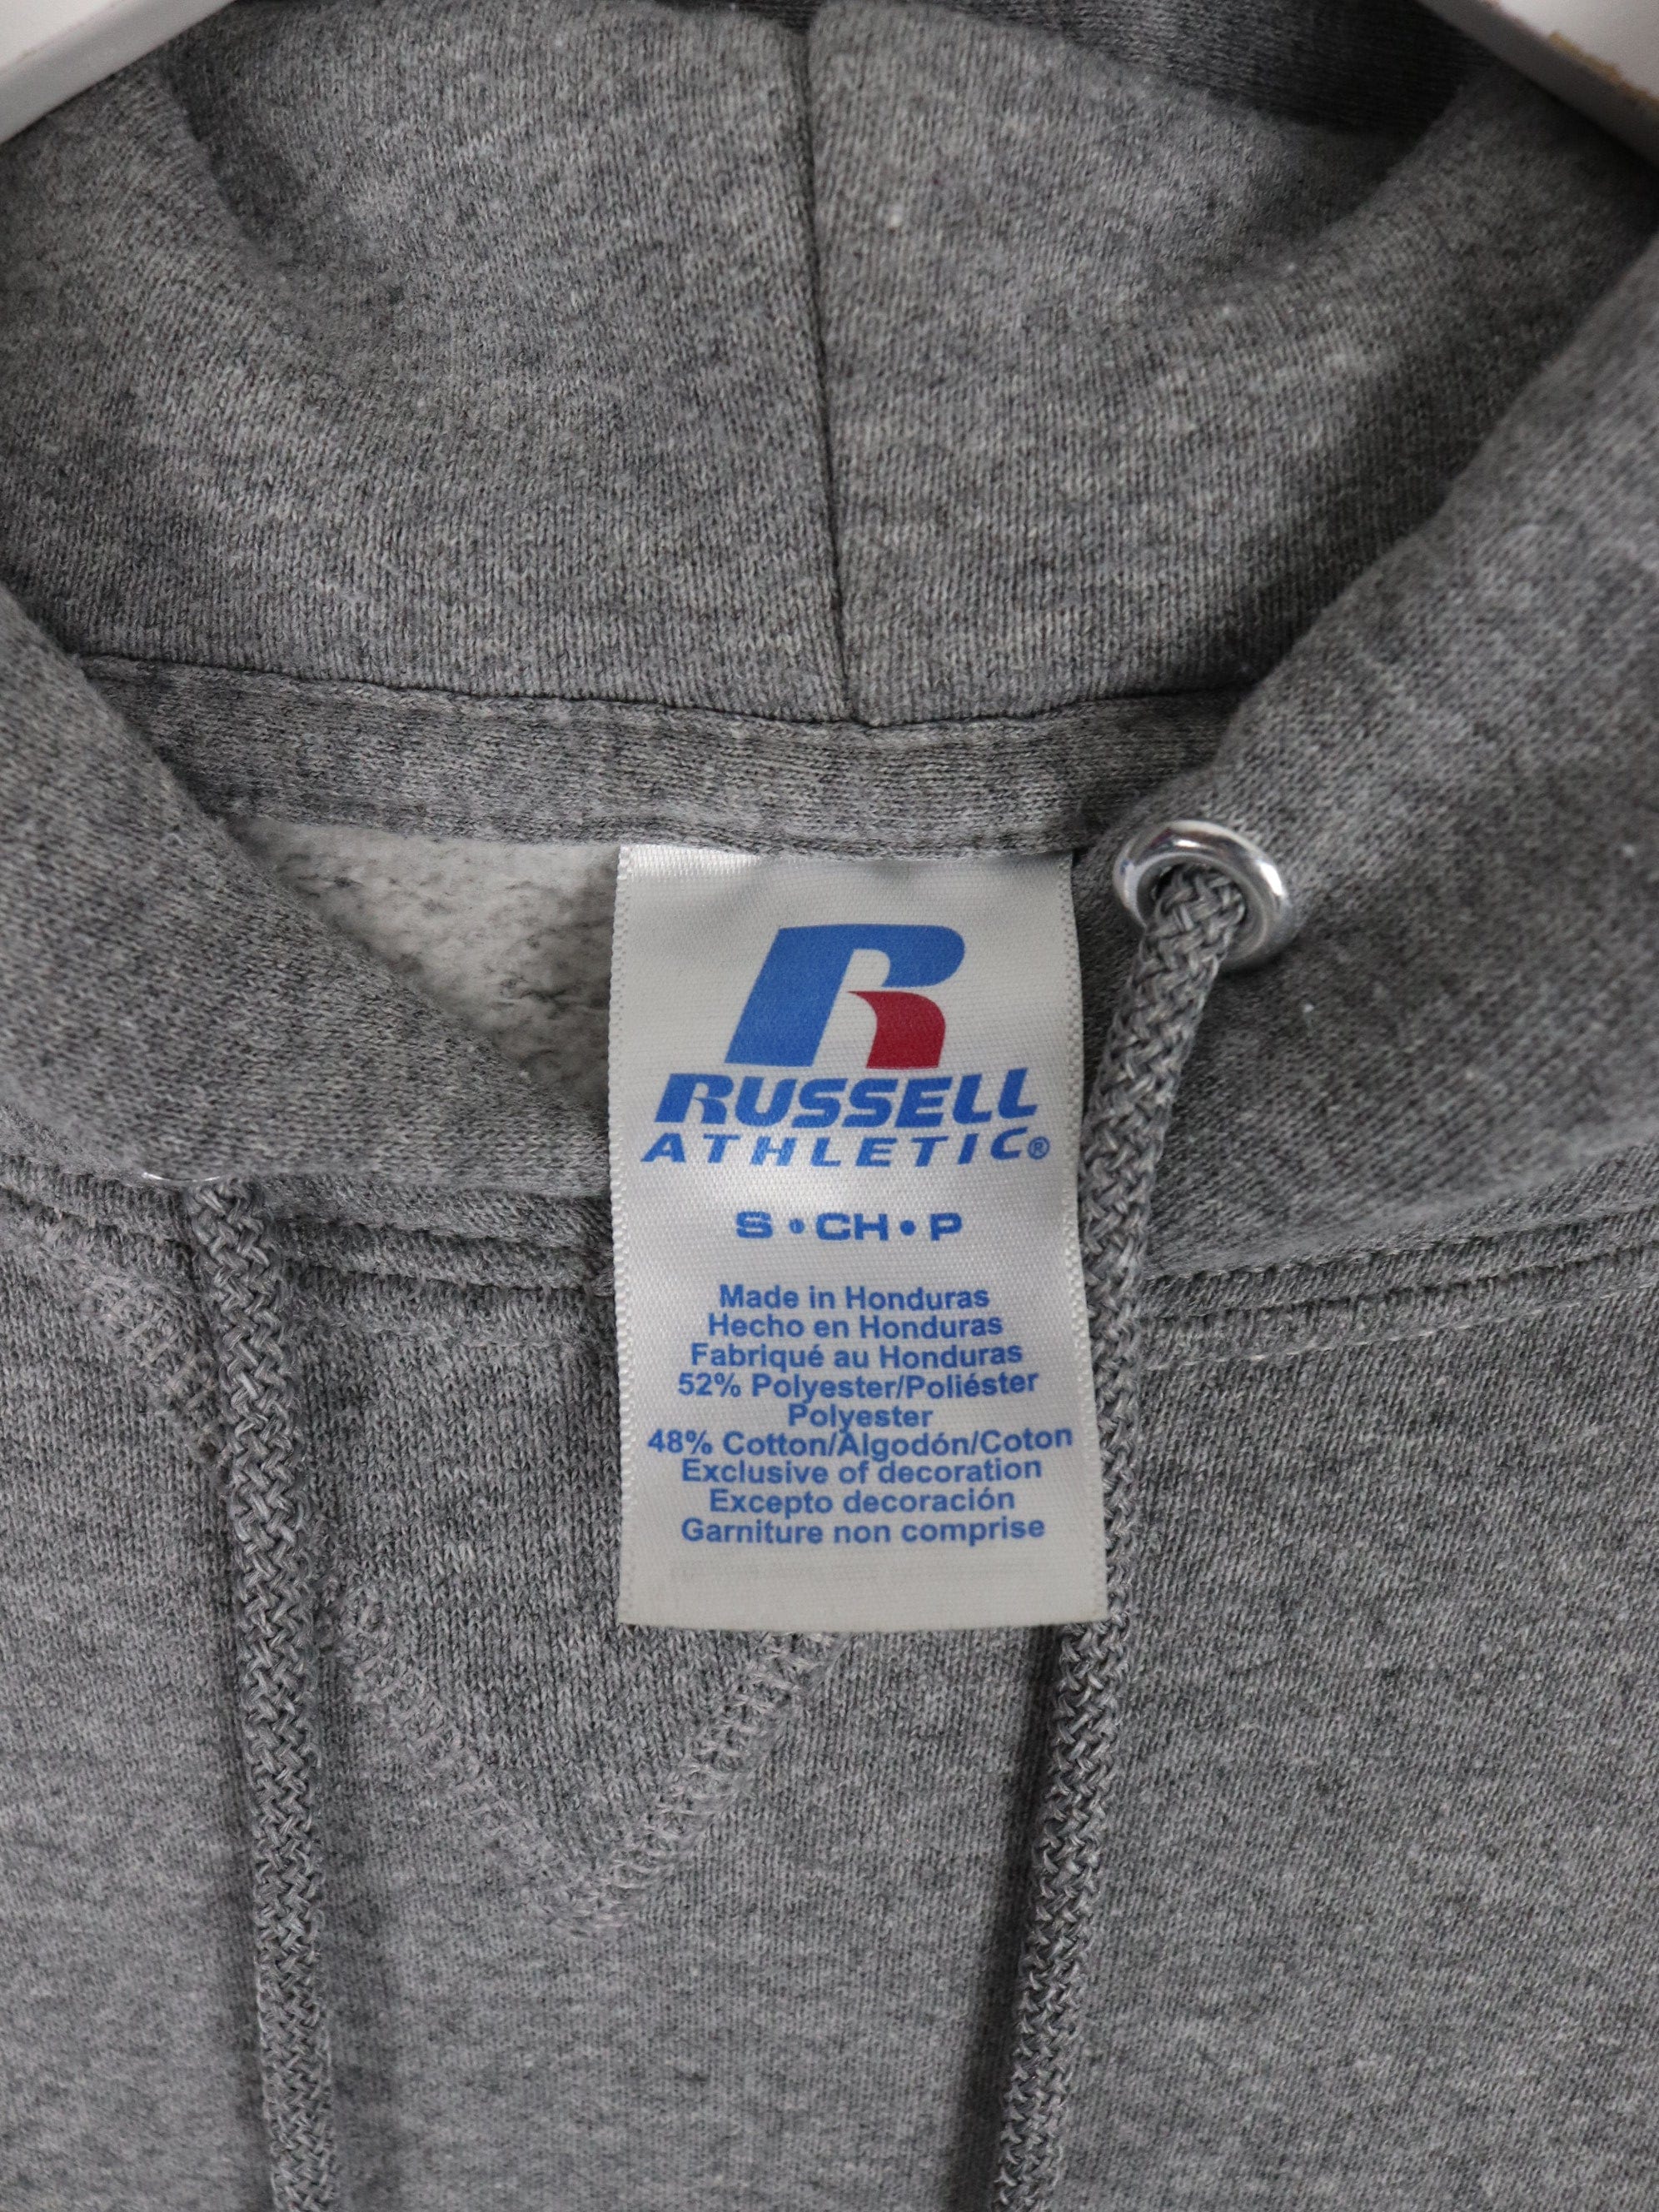 R
RUSSELL
ATHLETIC®
S • CH • P
Made in Honduras
Hecho en Honduras
Fabriqué au Honduras
52% Polyester/Poliéster
Polyester
48% Cotton/Algodón/Coton
Exclusive of decoration
Excepto decoración
Garniture non comprise